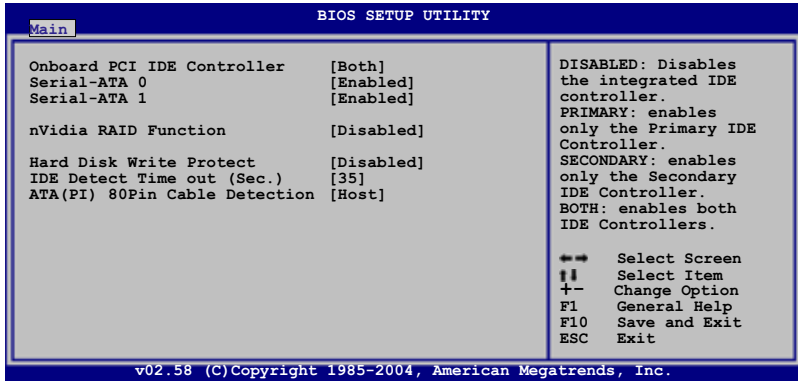 BIOS SETUP UTILITY
Main
Onboard PCI IDE Controller [Both]
Serial-ATA 0 [Enabled]
Serial-ATA 1 [Enabled]
nVidia RAID Function [Disabled]
Hard Disk Write Protect [Disabled]
IDE Detect Time out (Sec.) [35]
ATA(PI) 80Pin Cable Detection [Host]
DISABLED: Disables
the integrated IDE
controller.
PRIMARY: enables
only the Primary IDE
Controller.
SECONDARY: enables
only the Secondary
IDE Controller.
BOTH: enables both
IDE Controllers.
←→ Select Screen
↑↓ Select Item
+- Change Option
F1 General Help
F10 Save and Exit
ESC Exit
v02.58 (C)Copyright 1985-2004, American Megatrends, Inc.